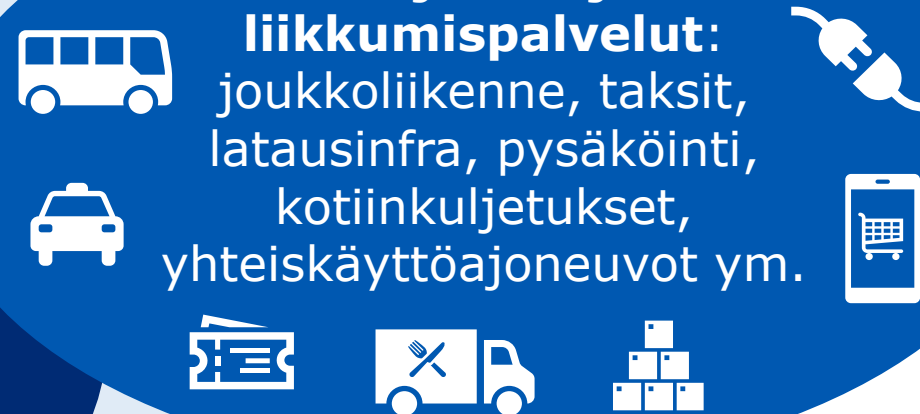 liikkumispalvelut:
joukkoliikenne, taksit,
latausinfra, pysäköinti,
kotiinkuljetukset,
yhteiskäyttöajoneuvot ym.